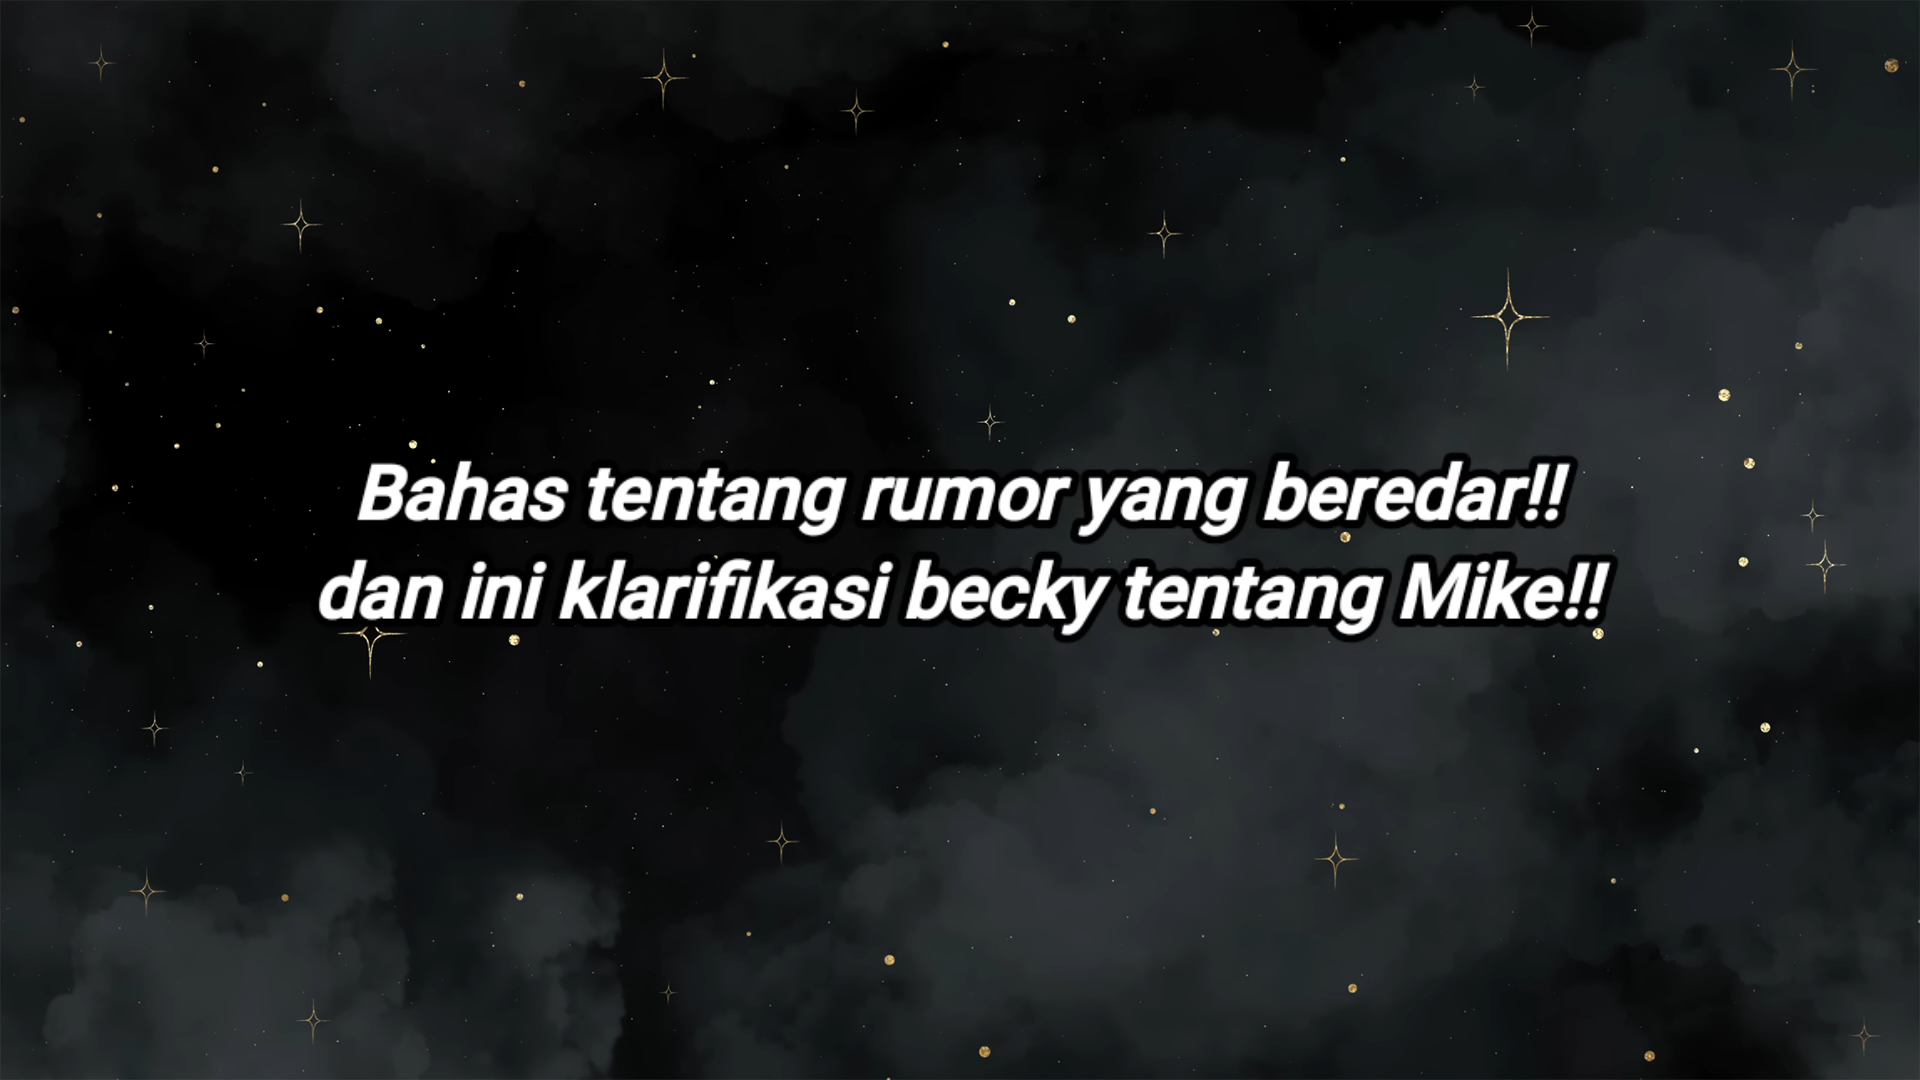 Bahas tentang rumor yang beredar!!
dan ini klarifikasi becky tentang Mike!!